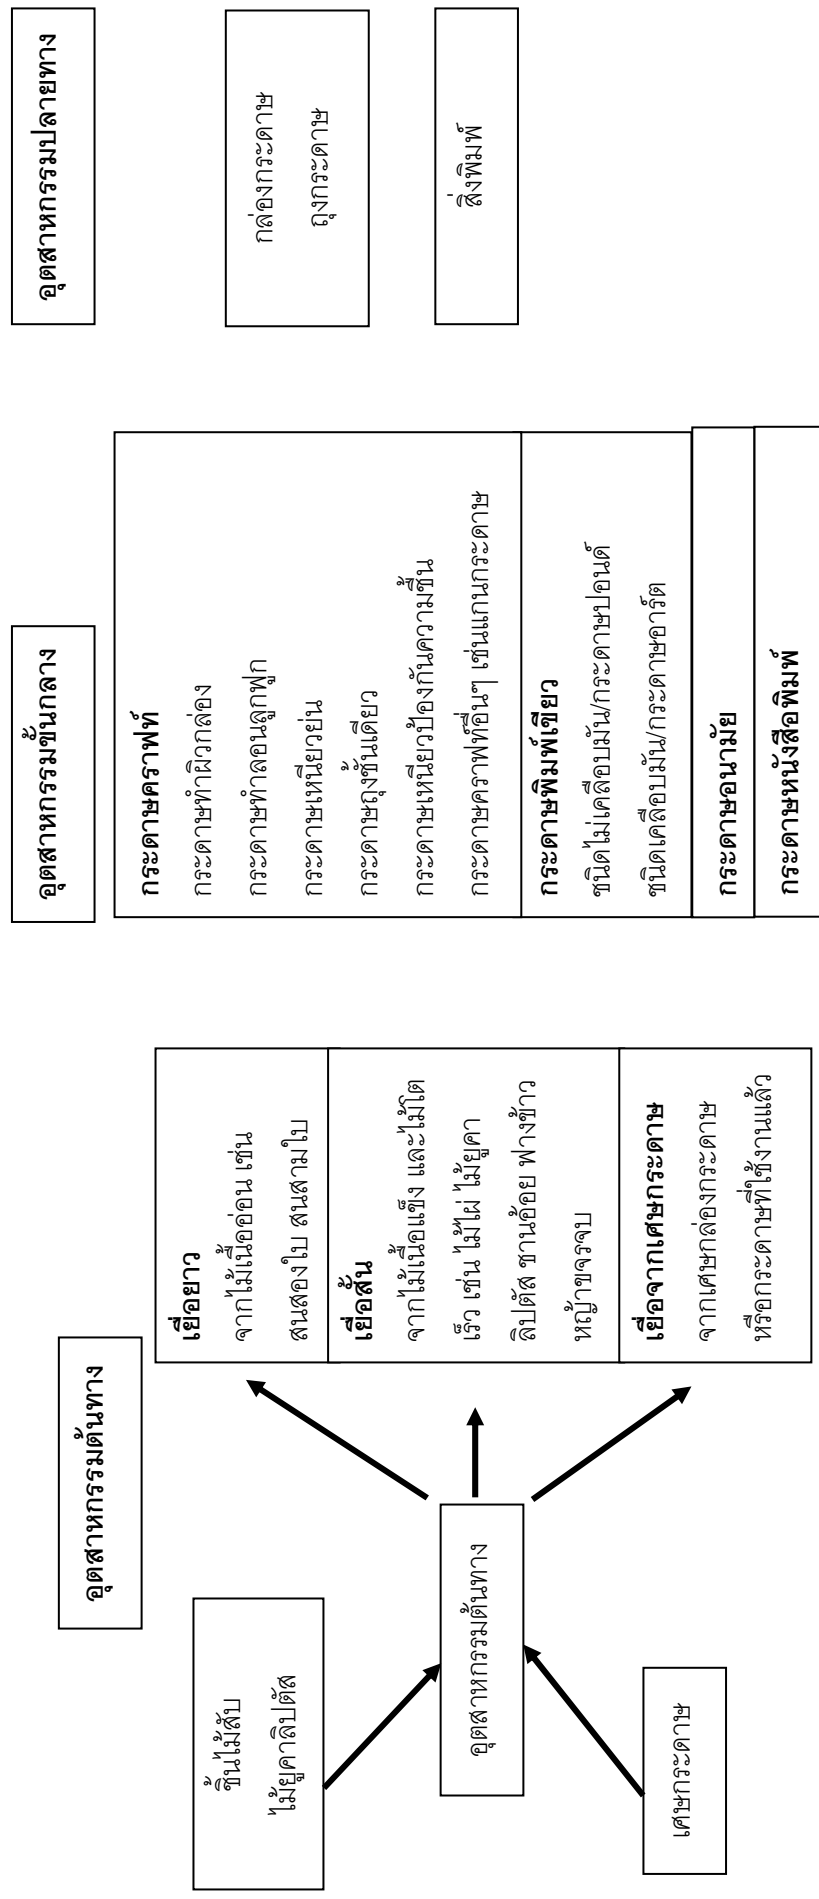 อุตสาหกรรมต้นทาง
ชิ้นไม้สับ
ไม้ยูคาลิปตัส
อุตสาหกรรมต้นทาง
เศษกระดาษ
เยื่อยาว
จากไม้เนื้ออ่อน เช่น
สนสองใบ สนสามใบ
เยื่อสั้น
จากไม้เนื้อแข็ง และไม้โต
เร็ว เช่น ไม้ไผ่ ไม้ยูคา
ลิปตัส ชานอ้อย ฟางข้าว
หญ้าขจรจบ
เยื่อจากเศษกระดาษ
จากเศษกล่องกระดาษ
หรือกระดาษที่ใช้งานแล้ว
อุตสาหกรรมขั้นกลาง
กระดาษคราฟท์
กระดาษทำผิวกล่อง
กระดาษทำลอนลูกฟูก
กระดาษเหนียวย่น
กระดาษถุงชั้นเดียว
กระดาษเหนียวป้องกันความชื้น
กระดาษคราฟท์อื่นๆ เช่นแกนกระดาษ
กระดาษพิมพ์เขียว
ชนิดไม่เคลือบมัน/กระดาษปอนด์
ชนิดเคลือบมัน/กระดาษอาร์ต
กระดาษอนามัย
กระดาษหนังสือพิมพ์
อุตสาหกรรมปลายทาง
กล่องกระดาษ
ถุงกระดาษ
สิ่งพิมพ์